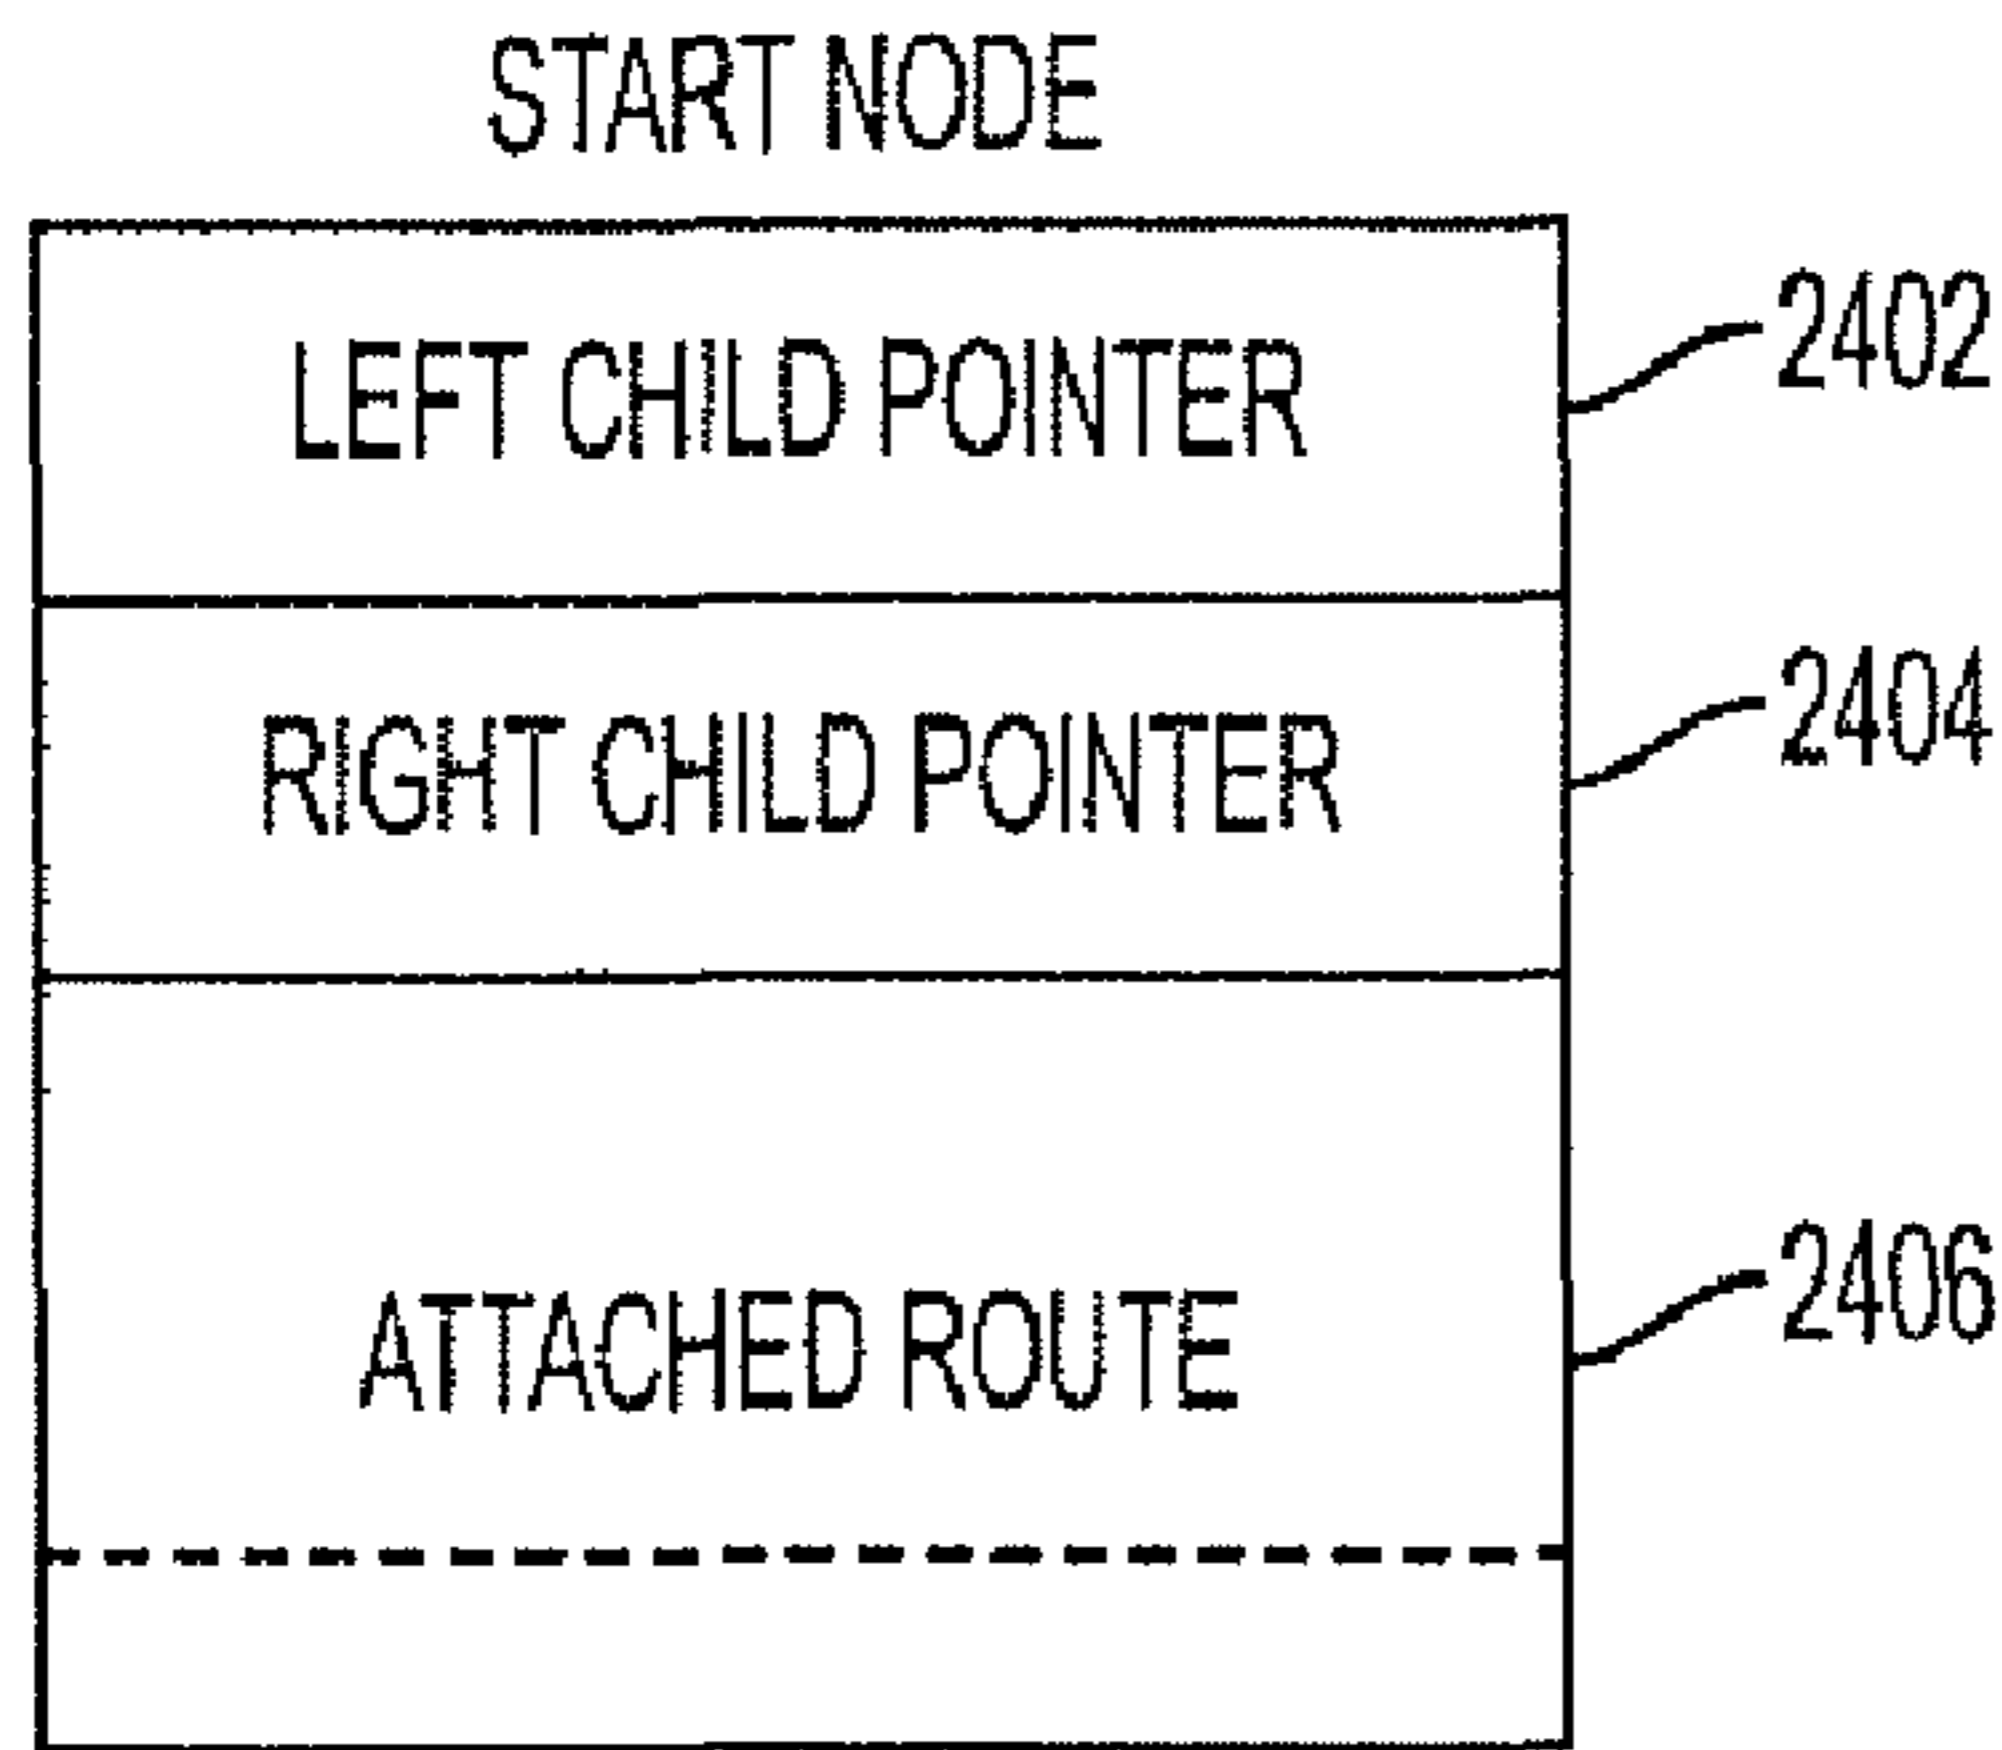 START NODE
LEFT CHILD POINTER
2402
RIGHT CHILD POINTER
2404
ATTACHED ROUTE
2406